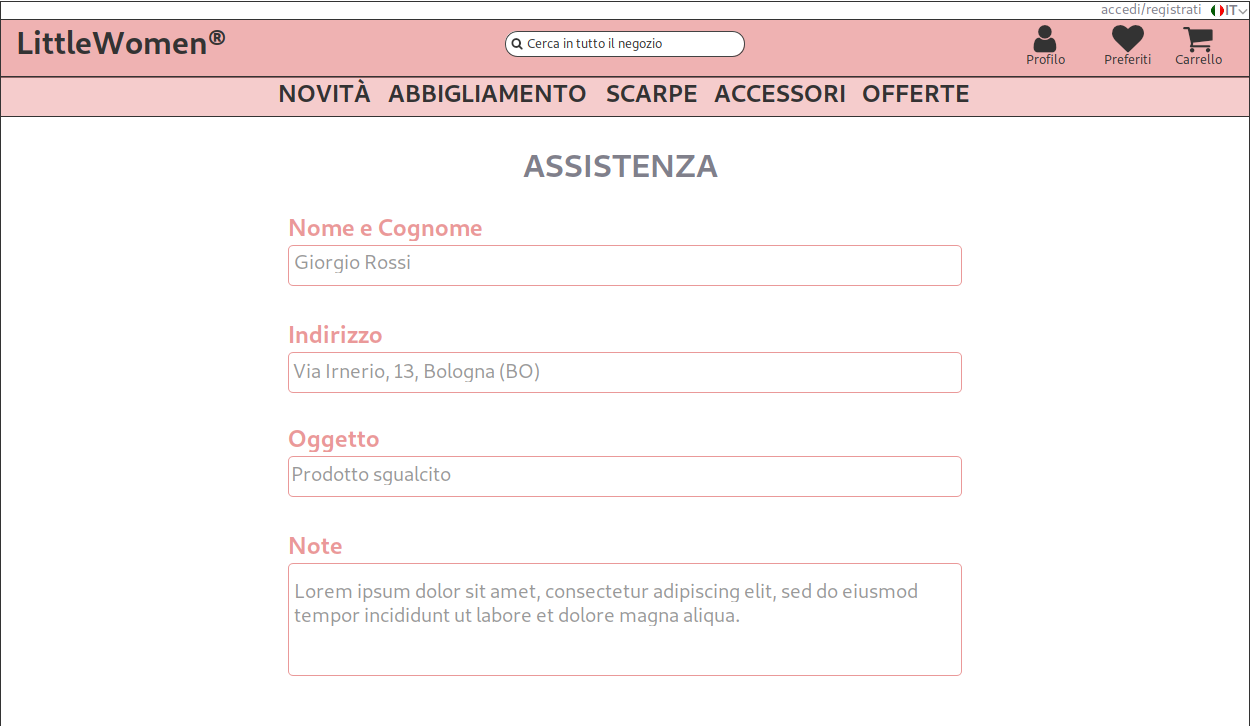 accedi/registrati IT
LittleWomen®
Cerca in tutto il negozio
Profilo Preferiti Carrello
NOVITÀ ABBIGLIAMENTO SCARPE ACCESSORI OFFERTE
ASSISTENZA
Nome e Cognome
Giorgio Rossi
Indirizzo
Via Irnerio, 13, Bologna (BO)
Oggetto
Prodotto sgualcito
Note
Lorem ipsum dolor sit amet, consectetur adipiscing elit, sed do eiusmod
tempor incididunt ut labore et dolore magna aliqua.